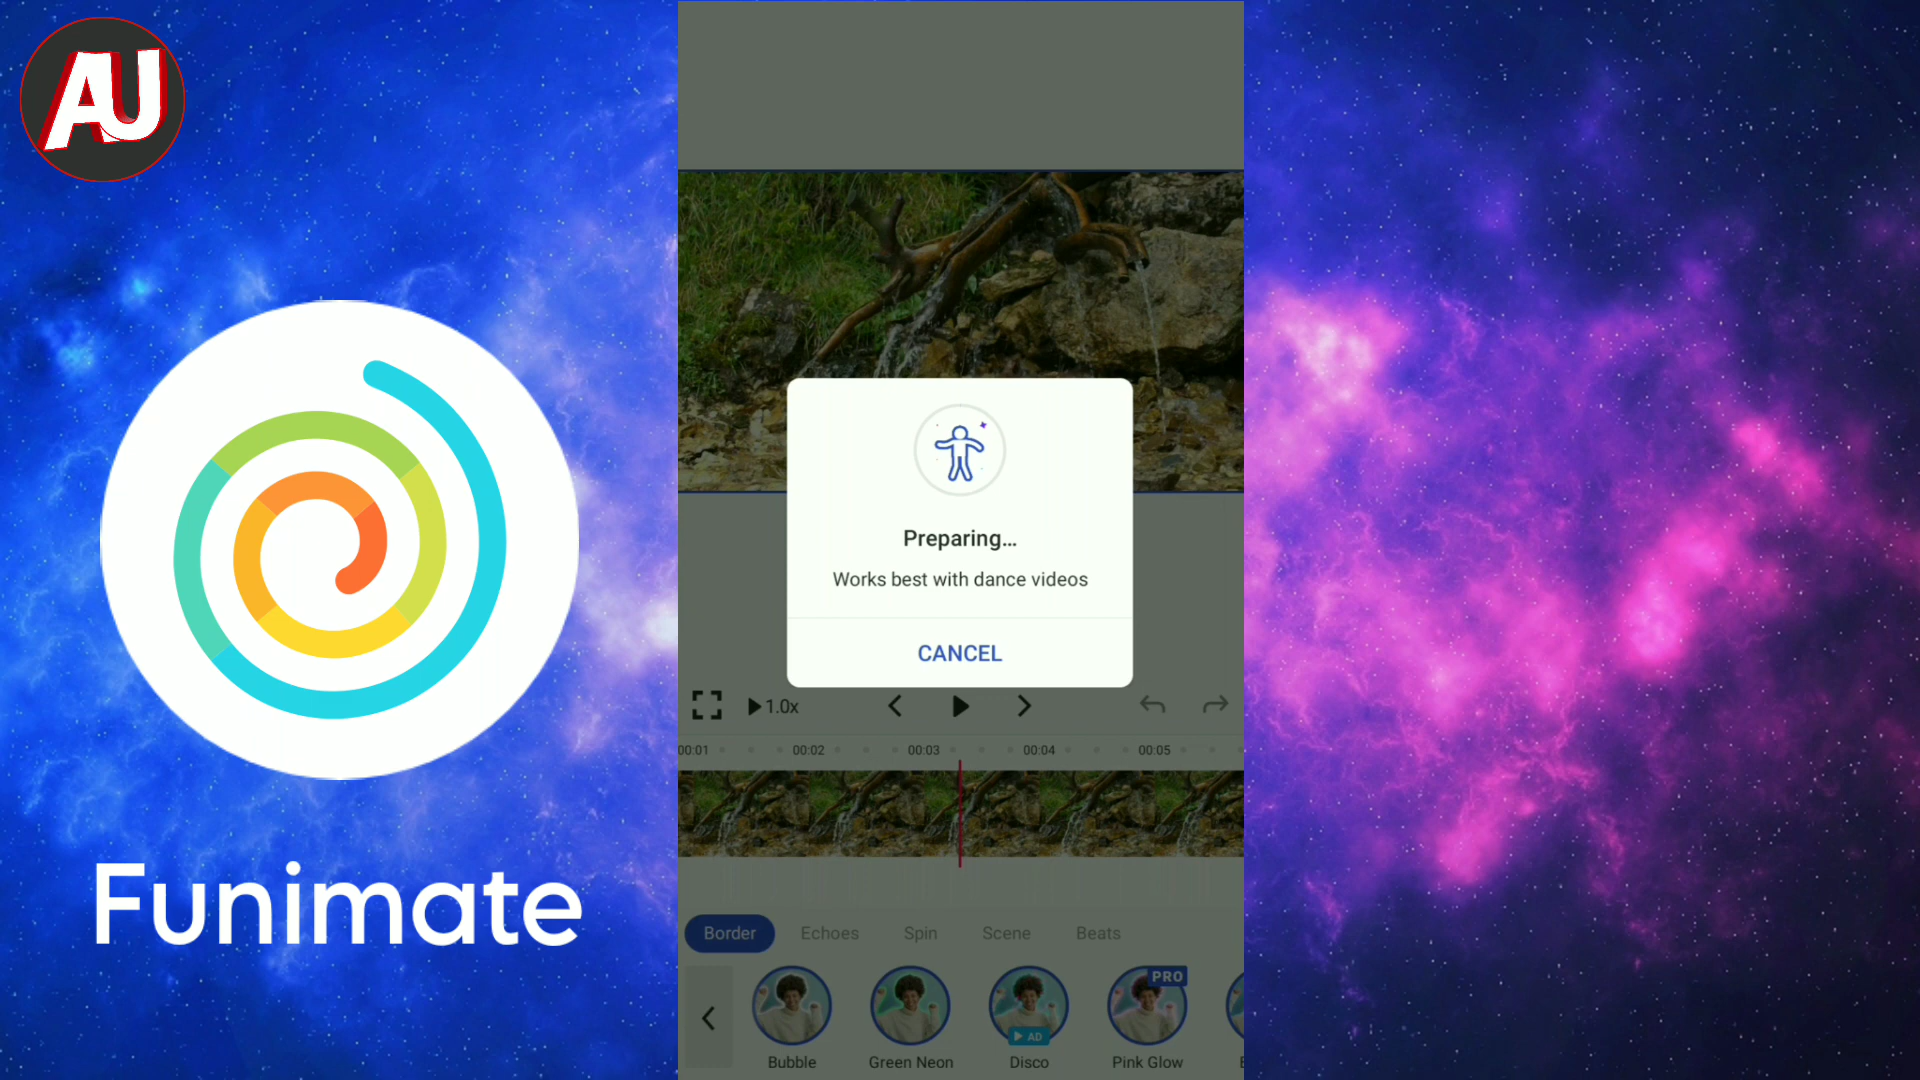 AU
Funimate
Preparing...
Works best with dance videos
CANCEL
1.0x
00:01 00:02 00:03 00:04 00:05
Border Echoes Spin Scene Beats
PRO
AD
Bubble Green Neon Disco Pink Glow